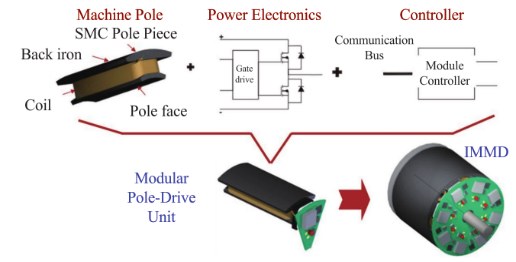 Machine Pole
Power Electronics
Controller
SMC Pole Piece
Back iron
Coil
Pole face
+
+
Gate
drive
-
+
Communication
Bus
Module
Controller
Modular
Pole-Drive
Unit
IMMD